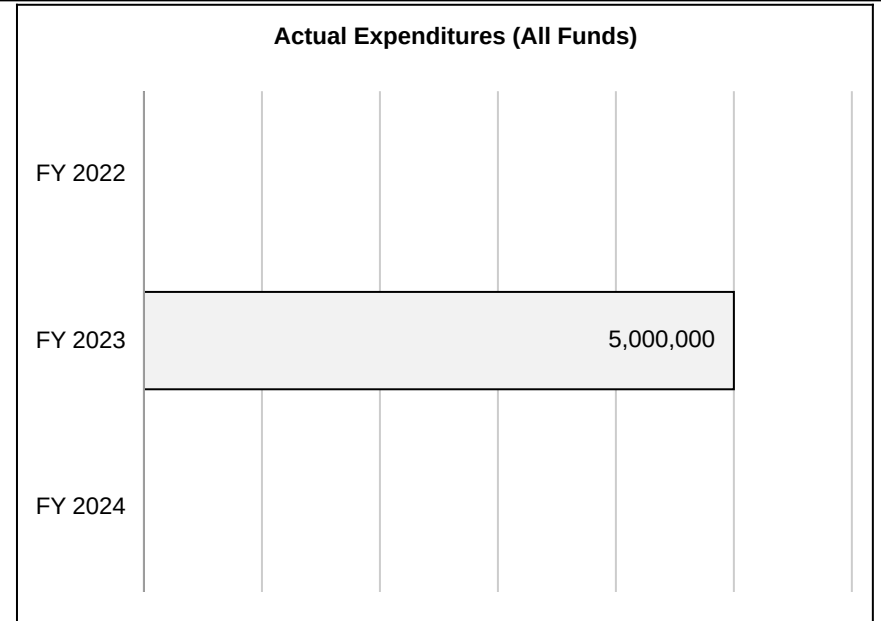 Actual Expenditures (All Funds)
FY 2022
FY 2023
5,000,000
FY 2024